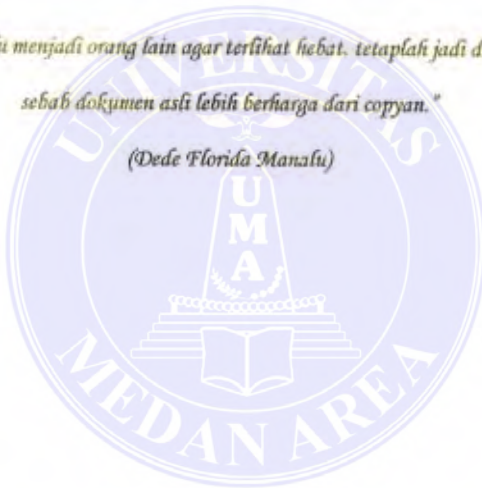 menjadi orang lain agar terlihat hebat. tetaplah jadi
sebab dokumen asli lebih berharga dari copyan."
(Dede Florida Manalu)
UNIVERSITAS
UMA
MEDAN AREA